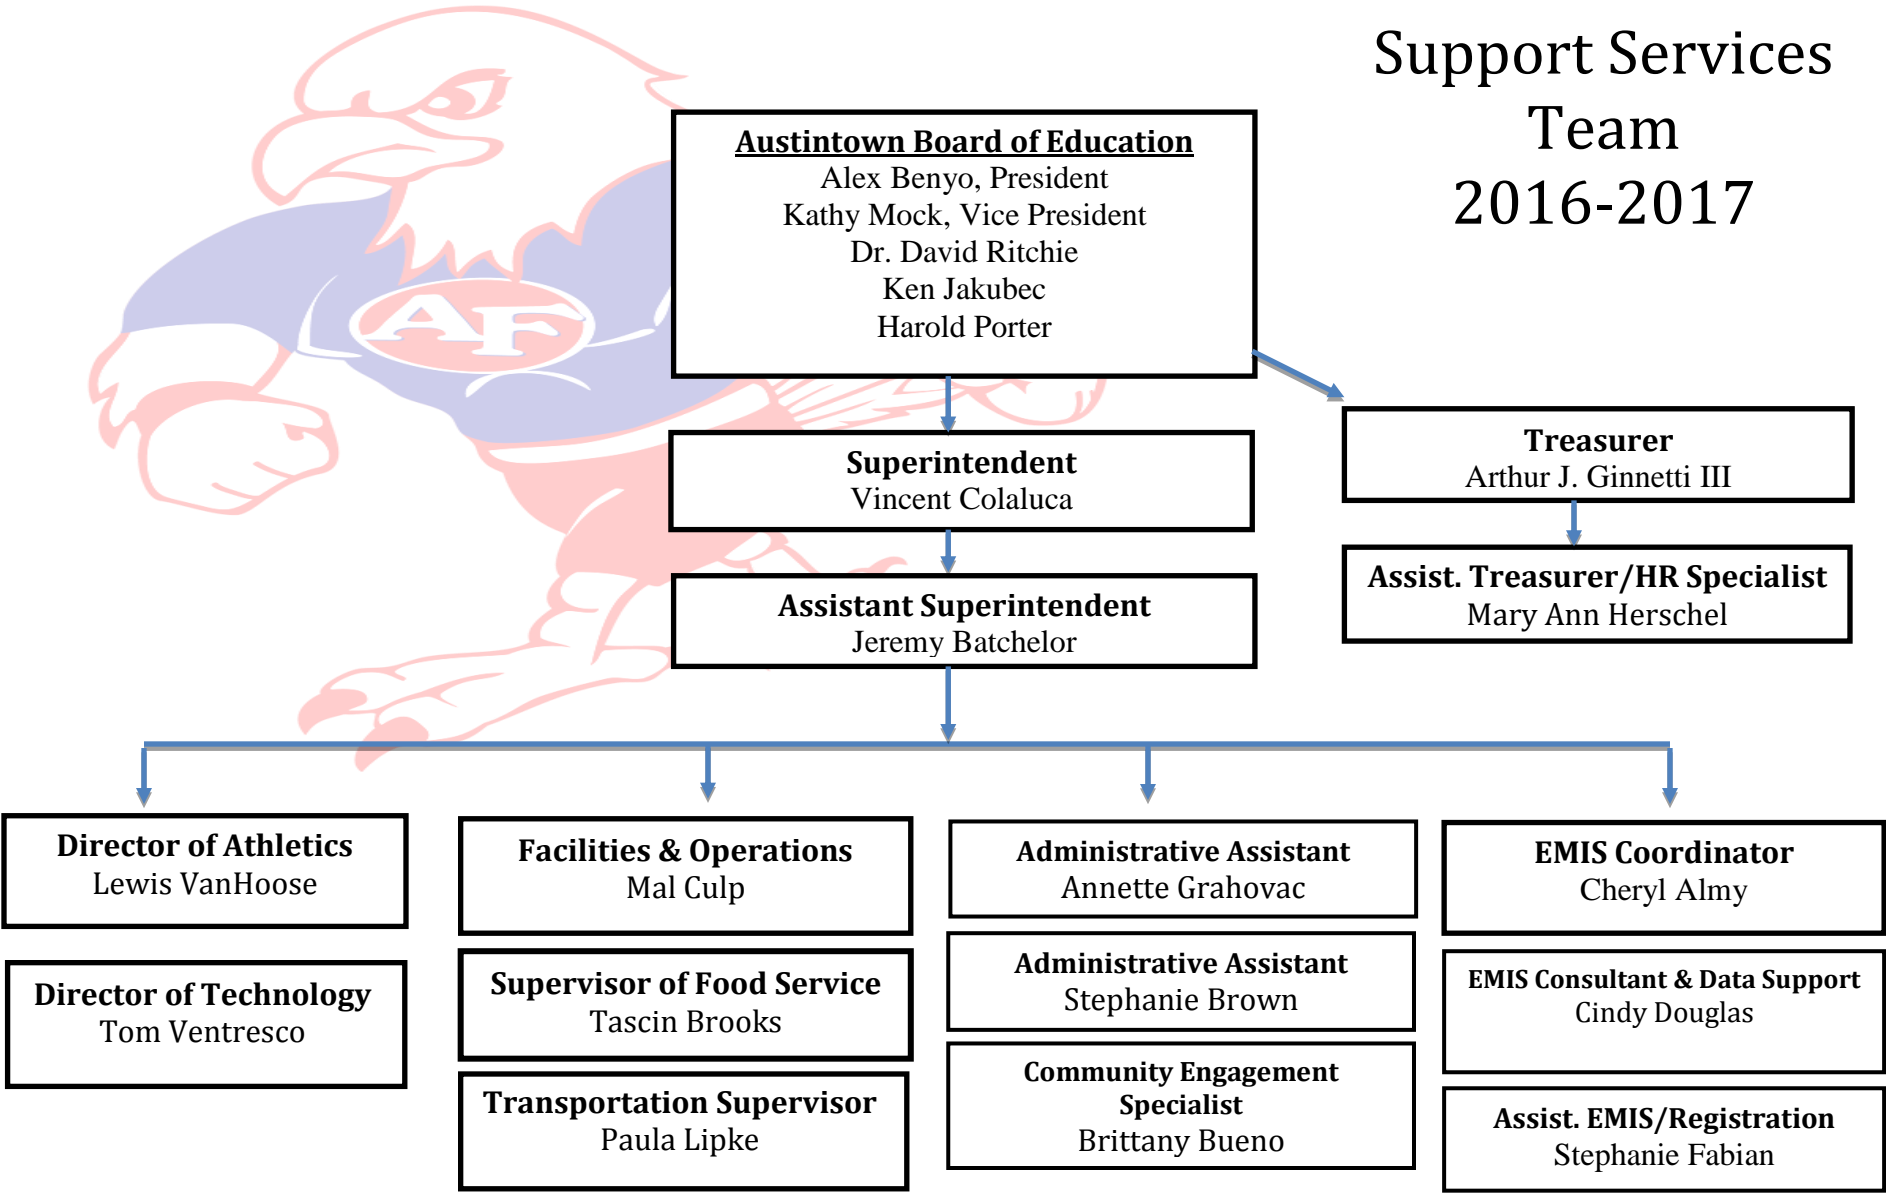 Support Services
Team
2016-2017
Austintown Board of Education
Alex Benyo, President
Kathy Mock, Vice President
Dr. David Ritchie
Ken Jakubec
Harold Porter
AF
Superintendent
Vincent Colaluca
Treasurer
Arthur J. Ginnetti III
Assistant Superintendent
Jeremy Batchelor
Assist. Treasurer/HR Specialist
Mary Ann Herschel
Director of Athletics
Lewis VanHoose
Director of Technology
Tom Ventresco
Facilities & Operations
Mal Culp
Supervisor of Food Service
Tascin Brooks
Transportation Supervisor
Paula Lipke
Administrative Assistant
Annette Grahovac
Administrative Assistant
Stephanie Brown
Community Engagement
Specialist
Brittany Bueno
EMIS Coordinator
Cheryl Almy
EMIS Consultant & Data Support
Cindy Douglas
Assist. EMIS/Registration
Stephanie Fabian